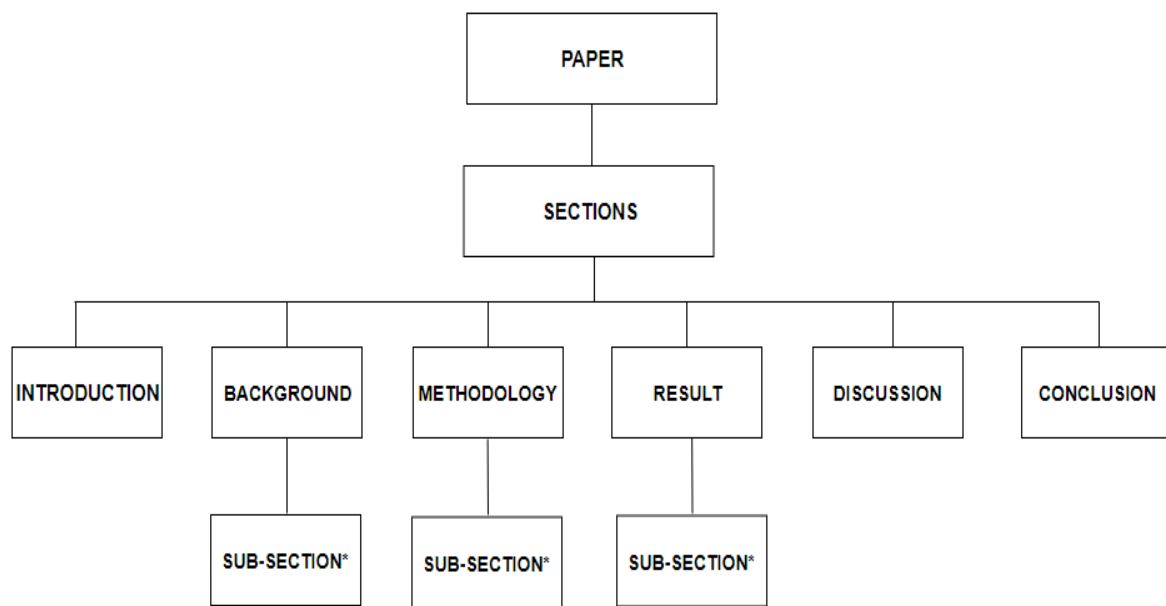 PAPER
SECTIONS
INTRODUCTION
BACKGROUND
METHODOLOGY
RESULT
DISCUSSION
CONCLUSION
SUB-SECTION*
SUB-SECTION*
SUB-SECTION*